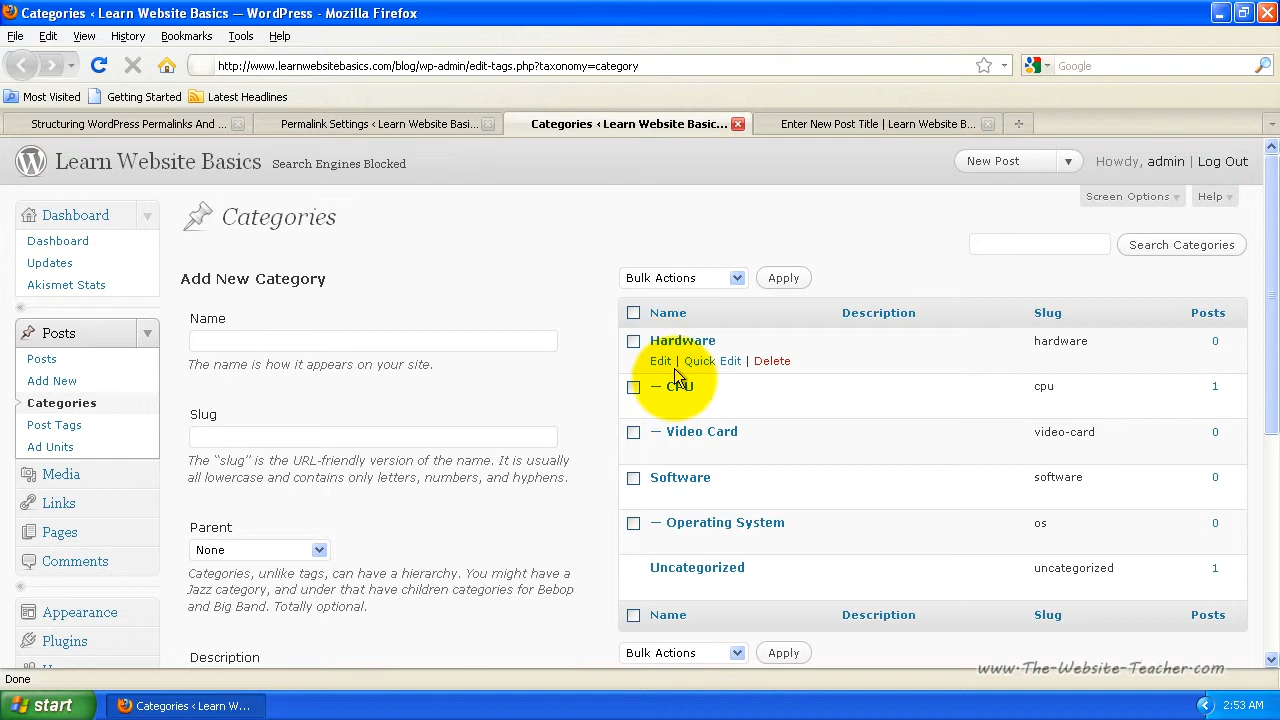 Categories ‹ Learn Website Basics — WordPress - Mozilla Firefox
File Edit View History Bookmarks Tools Help
http://www.learnwebsitebasics.com/blog/wp-admin/edit-tags.php?taxonomy=category
Google
Most Visited Getting Started Latest Headlines
Structuring WordPress Permalinks And ...
Permalink Settings ‹ Learn Website Basi...
Categories ‹ Learn Website Basic...
Enter New Post Title | Learn Website B...
Learn Website Basics Search Engines Blocked
New Post
Howdy, admin | Log Out
Screen Options Help
Dashboard
Dashboard
Updates
Akismet Stats
Posts
Posts
Add New
Categories
Post Tags
Ad Units
Media
Links
Pages
Comments
Appearance
Plugins
Categories
Search Categories
Add New Category
Name
The name is how it appears on your site.
Slug
The “slug” is the URL-friendly version of the name. It is usually
all lowercase and contains only letters, numbers, and hyphens.
Parent
None
Categories, unlike tags, can have a hierarchy. You might have a
Jazz category, and under that have children categories for Bebop
and Big Band. Totally optional.
Description
Bulk Actions Apply
Name Description Slug Posts
Hardware hardware 0
Edit | Quick Edit | Delete
— CPU cpu 1
— Video Card video-card 0
Software software 0
— Operating System os 0
Uncategorized uncategorized 1
Name Description Slug Posts
Bulk Actions Apply
www.The-Website-Teacher.com
Done
start
Categories ‹ Learn W...
2:53 AM